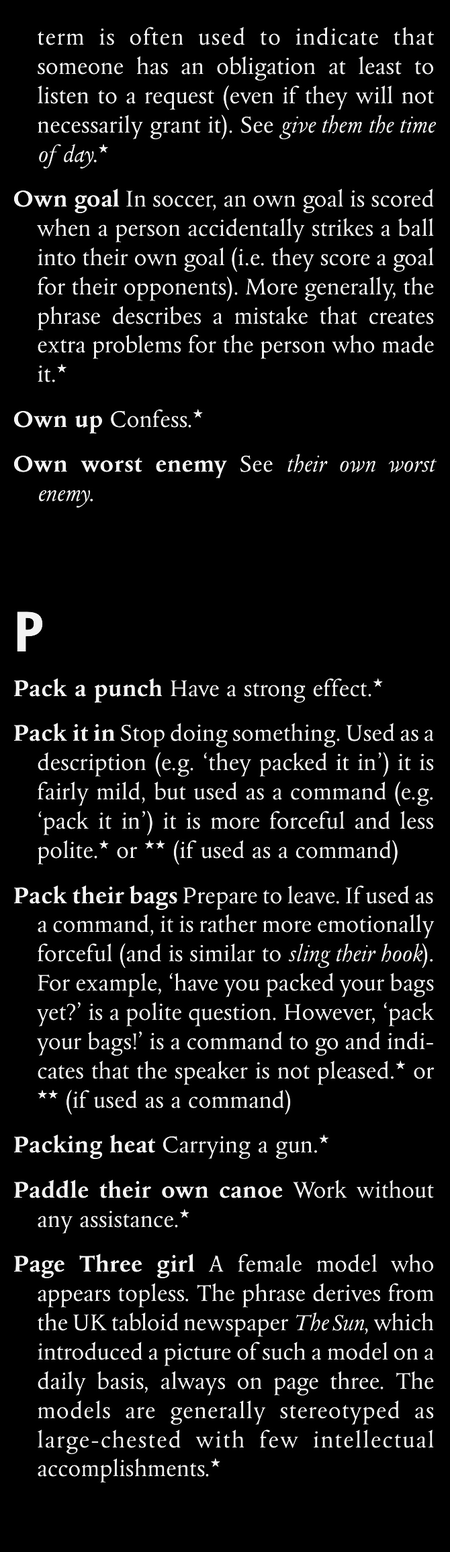 term is often used to indicate that
someone has an obligation at least to
listen to a request (even if they will not
necessarily grant it). See give them the time
of day.★
Own goal In soccer, an own goal is scored
when a person accidentally strikes a ball
into their own goal (i.e. they score a goal
for their opponents). More generally, the
phrase describes a mistake that creates
extra problems for the person who made
it.★
Own up Confess.★
Own worst enemy See their own worst
enemy.
P
Pack a punch Have a strong effect.★
Pack it in Stop doing something. Used as a
description (e.g. ‘they packed it in’) it is
fairly mild, but used as a command (e.g.
‘pack it in’) it is more forceful and less
polite.★ or ★★ (if used as a command)
Pack their bags Prepare to leave. If used as
a command, it is rather more emotionally
forceful (and is similar to sling their hook).
For example, ‘have you packed your bags
yet?’ is a polite question. However, ‘pack
your bags!’ is a command to go and indi-
cates that the speaker is not pleased.★ or
★★ (if used as a command)
Packing heat Carrying a gun.★
Paddle their own canoe Work without
any assistance.★
Page Three girl A female model who
appears topless. The phrase derives from
the UK tabloid newspaper The Sun, which
introduced a picture of such a model on a
daily basis, always on page three. The
models are generally stereotyped as
large-chested with few intellectual
accomplishments.★